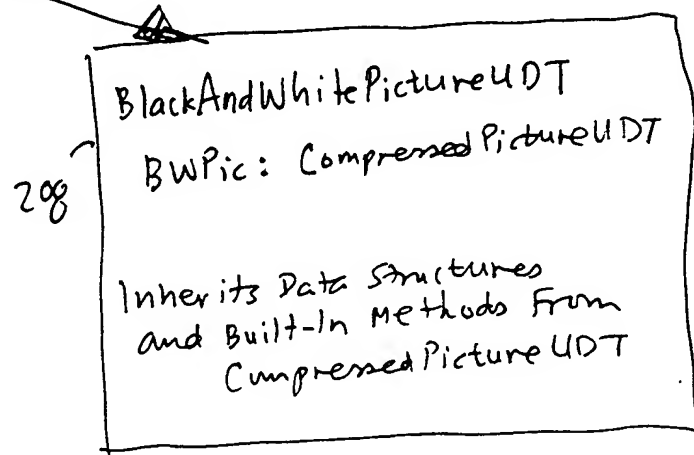 BlackAndWhitePictureUDT
BWPic: CompressedPictureUDT
208
Inherits Data Structures
and Built-In Methods From
CompressedPictureUDT